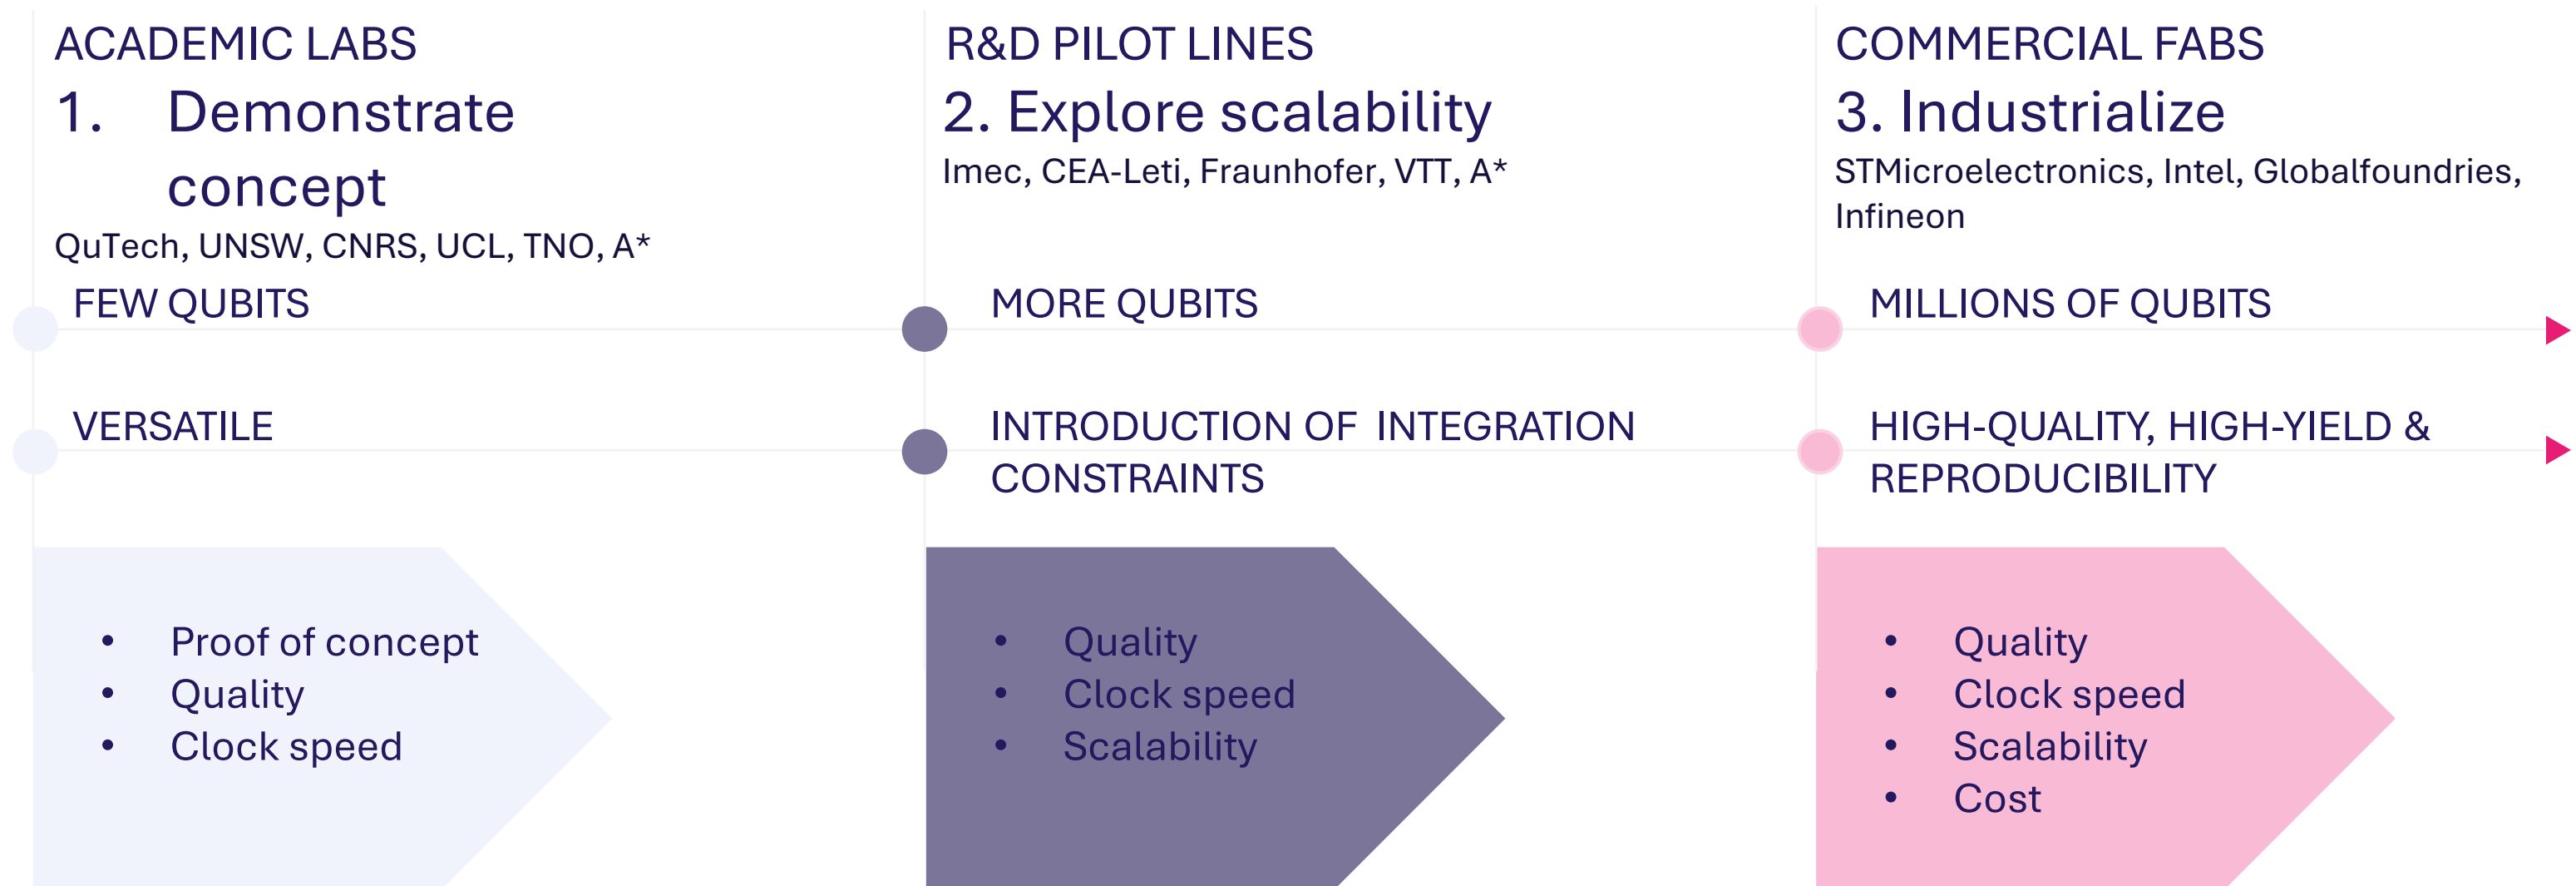 ACADEMIC LABS
1. Demonstrate
concept
QuTech, UNSW, CNRS, UCL, TNO, A*
R&D PILOT LINES
2. Explore scalability
Imec, CEA-Leti, Fraunhofer, VTT, A*
COMMERCIAL FABS
3. Industrialize
STMicroelectronics, Intel, Globalfoundries,
Infineon
FEW QUBITS
MORE QUBITS
MILLIONS OF QUBITS
VERSATILE
INTRODUCTION OF INTEGRATION
CONSTRAINTS
HIGH-QUALITY, HIGH-YIELD &
REPRODUCIBILITY
• Proof of concept
• Quality
• Clock speed
• Quality
• Clock speed
• Scalability
• Quality
• Clock speed
• Scalability
• Cost